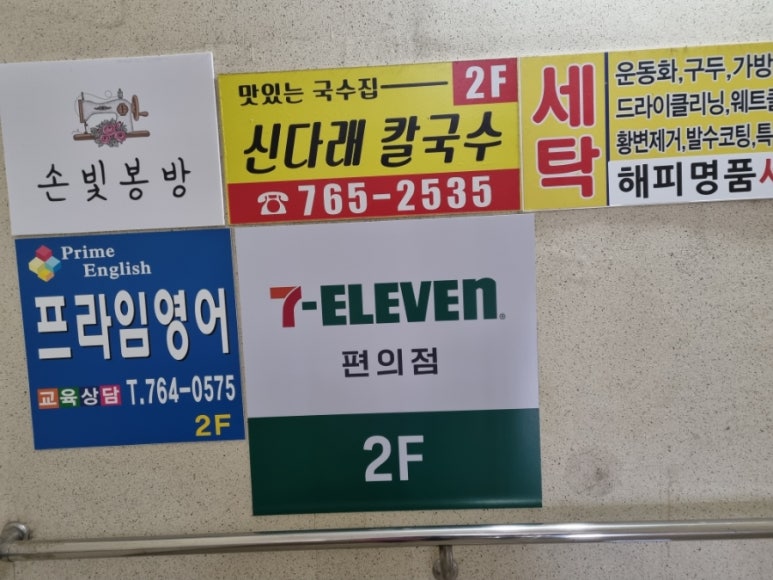 손빛봉방
맛있는 국수집
2F
신다래 칼국수
☎ 765-2535
세탁
운동화,구두,가방
드라이클리닝,웨트클
황변제거,발수코팅,특
해피명품
Prime
English
프라임영어
교육상담 T.764-0575
2F
7-ELEVEn®
편의점
2F